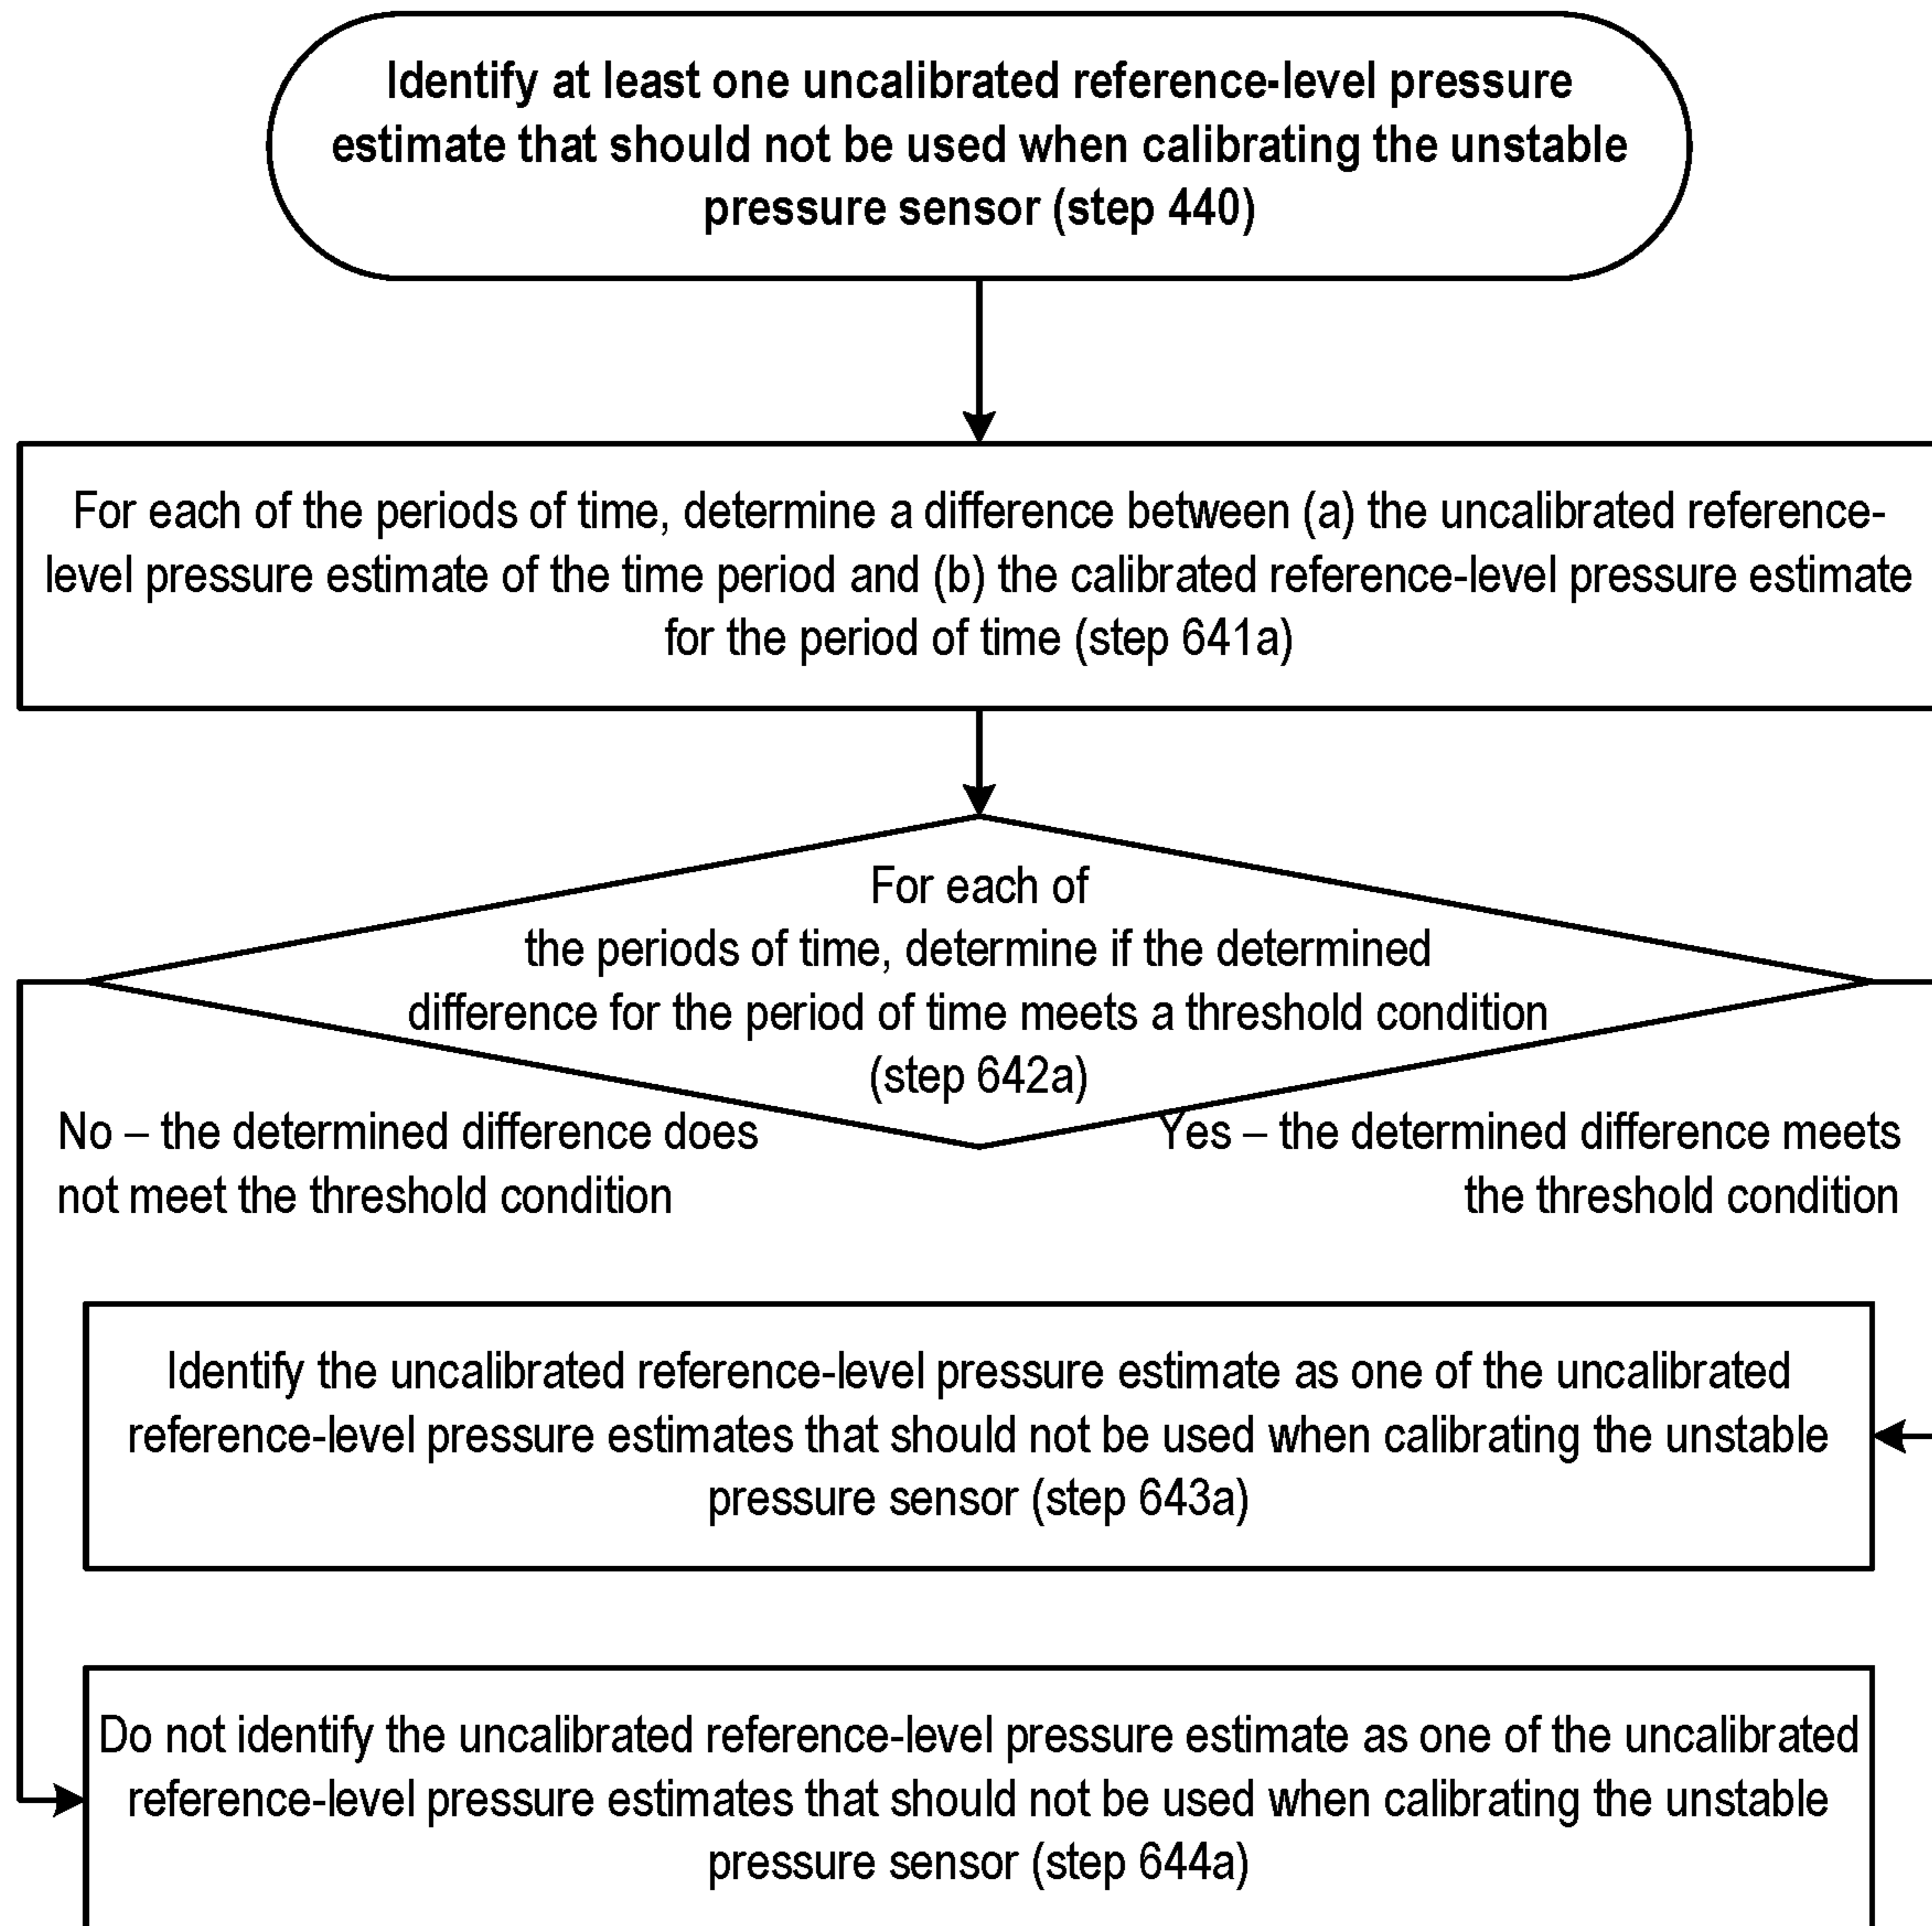 Identify at least one uncalibrated reference-level pressure
estimate that should not be used when calibrating the unstable
pressure sensor (step 440)
For each of the periods of time, determine a difference between (a) the uncalibrated reference-
level pressure estimate of the time period and (b) the calibrated reference-level pressure estimate
for the period of time (step 641a)
For each of
the periods of time, determine if the determined
difference for the period of time meets a threshold condition
(step 642a)
No – the determined difference does
not meet the threshold condition
Yes – the determined difference meets
the threshold condition
Identify the uncalibrated reference-level pressure estimate as one of the uncalibrated
reference-level pressure estimates that should not be used when calibrating the unstable
pressure sensor (step 643a)
Do not identify the uncalibrated reference-level pressure estimate as one of the uncalibrated
reference-level pressure estimates that should not be used when calibrating the unstable
pressure sensor (step 644a)